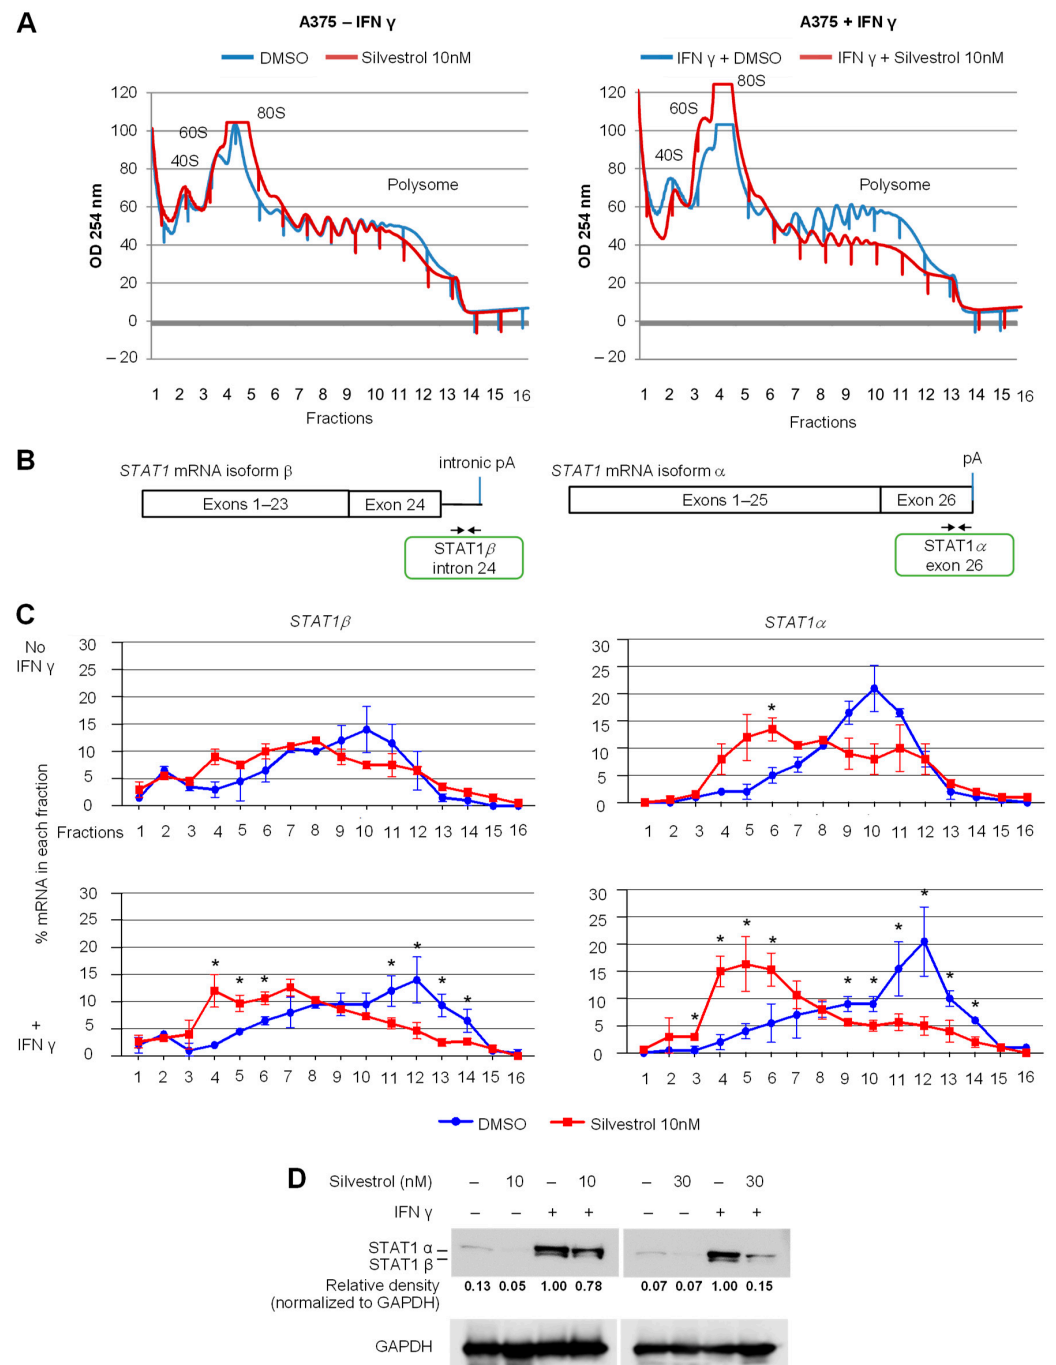 A
A375 – IFN γ
DMSO
Silvestrol 10nM
120
100
80
60
40
20
0
– 20
OD 254 nm
40S
60S
80S
Polysome
1 2 3 4 5 6 7 8 9 10 11 12 13 14 15 16
Fractions
A375 + IFN γ
IFN γ + DMSO
IFN γ + Silvestrol 10nM
120
100
80
60
40
20
0
– 20
OD 254 nm
40S
60S
80S
Polysome
1 2 3 4 5 6 7 8 9 10 11 12 13 14 15 16
Fractions
B
STAT1 mRNA isoform β
intronic pA
Exons 1–23
Exon 24
STAT1β
intron 24
STAT1 mRNA isoform α
pA
Exons 1–25
Exon 26
STAT1α
exon 26
C
STAT1β
STAT1α
No
IFN γ
30
25
20
15
10
5
0
Fractions 1 2 3 4 5 6 7 8 9 10 11 12 13 14 15 16
30
25
20
15
10
5
0
*
1 2 3 4 5 6 7 8 9 10 11 12 13 14 15 16
% mRNA in each fraction
+
IFN γ
30
25
20
15
10
5
0
* * * * * * *
1 2 3 4 5 6 7 8 9 10 11 12 13 14 15 16
30
25
20
15
10
5
0
* * * * * * * * * *
1 2 3 4 5 6 7 8 9 10 11 12 13 14 15 16
DMSO
Silvestrol 10nM
D
Silvestrol (nM) – 10 – 10 – 30 – 30
IFN γ – – + + – – + +
STAT1 α
STAT1 β
Relative density 0.13 0.05 1.00 0.78 0.07 0.07 1.00 0.15
(normalized to GAPDH)
GAPDH